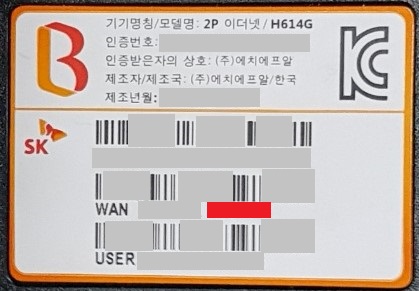 기기명칭/모델명: 2P 이더넷/H614G
인증번호:
인증받은자의 상호: (주)에치에프알
제조자/제조국: (주)에치에프알/한국
제조년월:
SK
WAN
USER